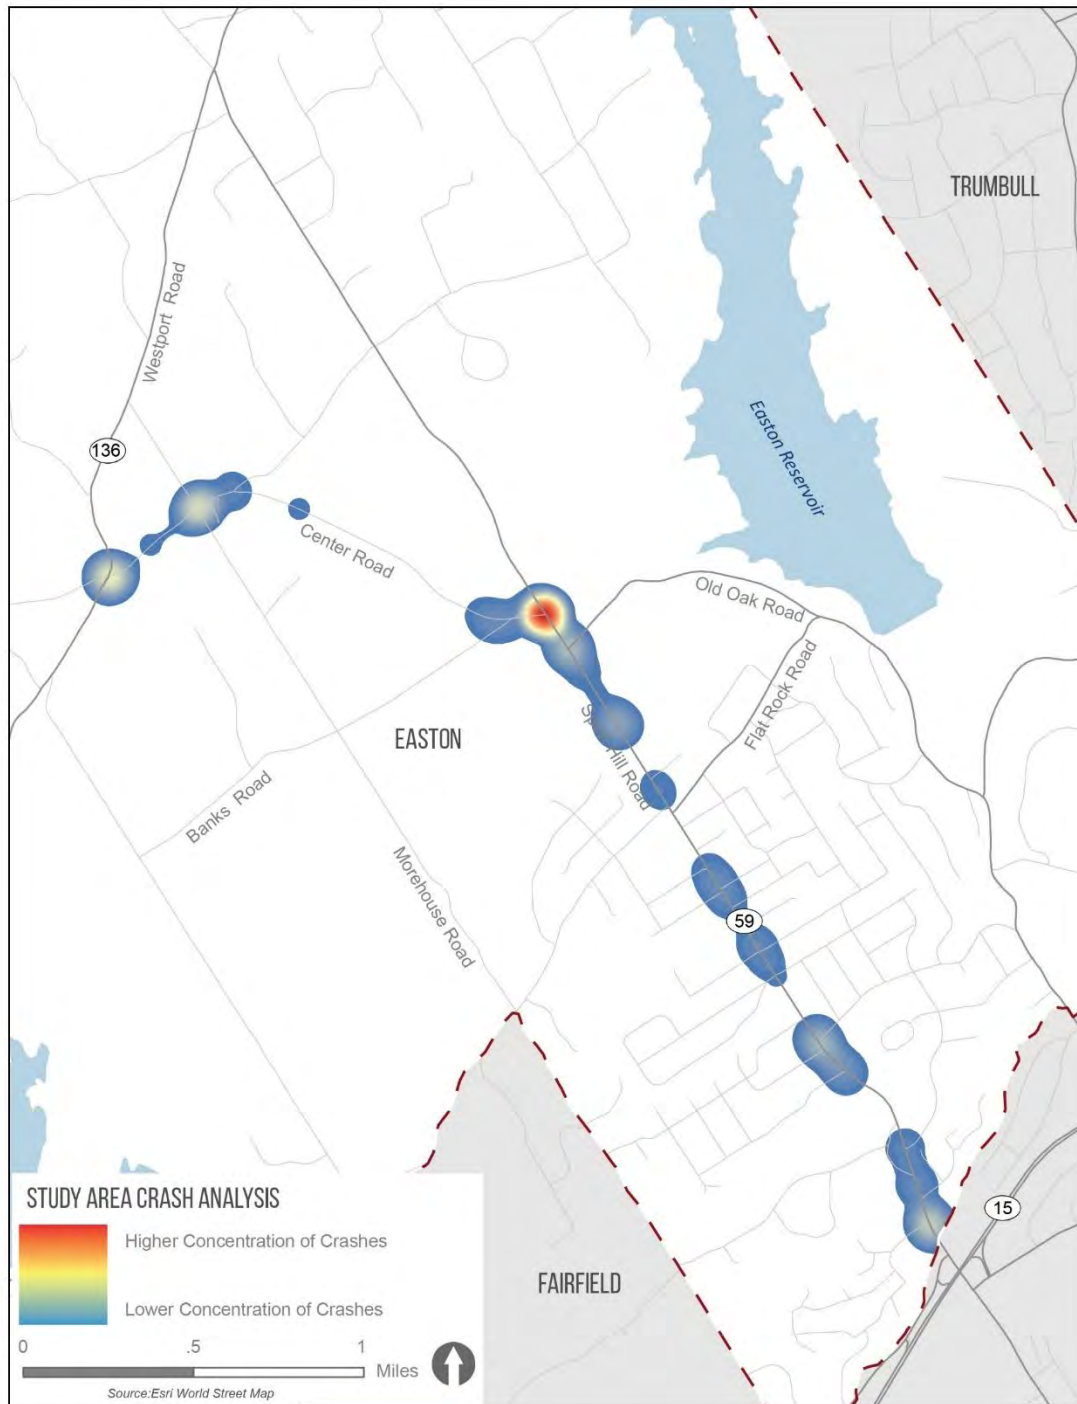 TRUMBULL
Westport Road
136
Easton Reservoir
Center Road
Old Oak Road
Flat Rock Road
EASTON
Hill Road
Banks Road
Morehouse Road
59
15
FAIRFIELD
STUDY AREA CRASH ANALYSIS
Higher Concentration of Crashes
Lower Concentration of Crashes
0 .5 1
Miles
Source:Esri World Street Map